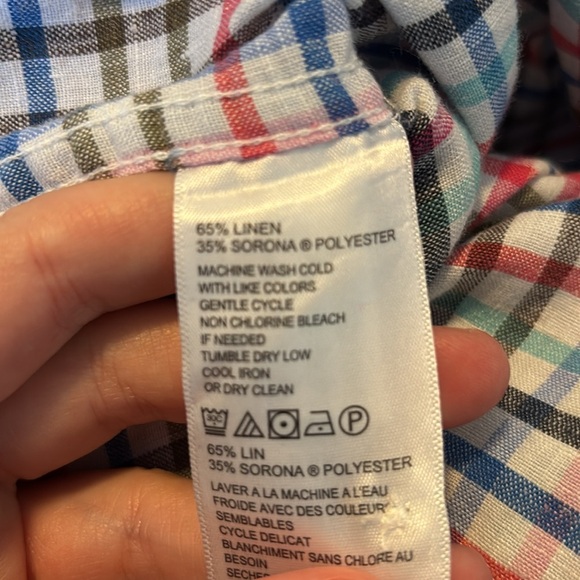 65% LINEN
35% SORONA ® POLYESTER
MACHINE WASH COLD
WITH LIKE COLORS
GENTLE CYCLE
NON CHLORINE BLEACH
IF NEEDED
TUMBLE DRY LOW
COOL IRON
OR DRY CLEAN
30C P
65% LIN
35% SORONA ® POLYESTER
LAVER A LA MACHINE A L'EAU
FROIDE AVEC DES COULEURS
SEMBLABLES
CYCLE DELICAT
BLANCHIMENT SANS CHLORE AU
BESOIN